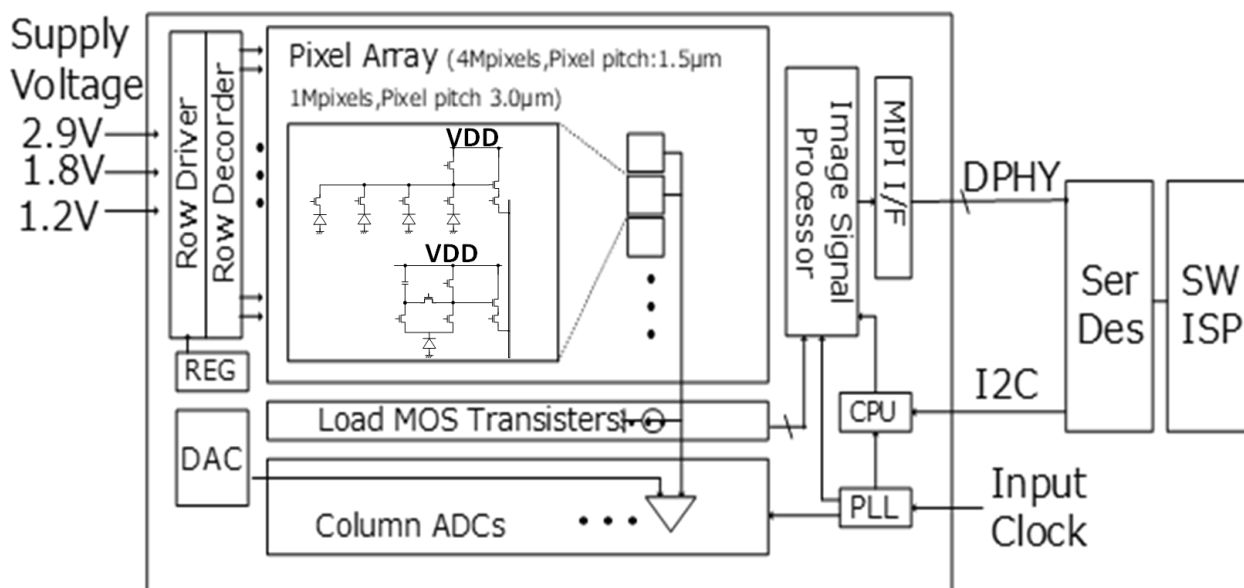 Supply
Voltage
2.9V
1.8V
1.2V
Row Driver
Row Decorder
REG
DAC
Pixel Array (4Mpixels,Pixel pitch:1.5μm
1Mpixels,Pixel pitch 3.0μm)
VDD
VDD
Load MOS Transisters
Column ADCs
Image Signal
Processor
MIPI I/F
DPHY
CPU
I2C
PLL
Input
Clock
Ser
Des
SW
ISP